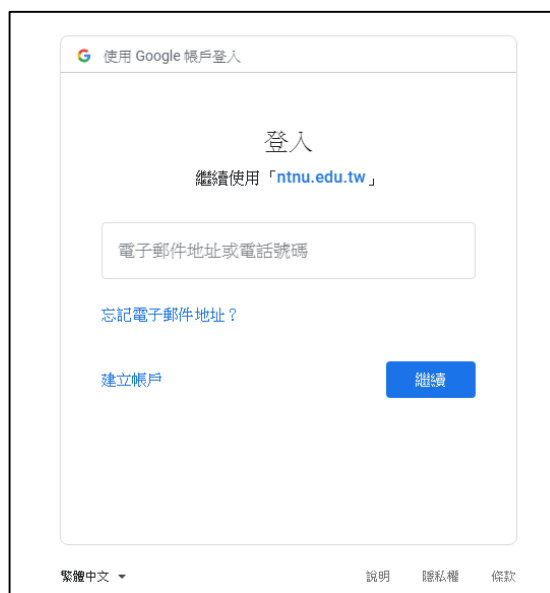 使用 Google 帳戶登入
登入
繼續使用「ntnu.edu.tw」
電子郵件地址或電話號碼
忘記電子郵件地址？
建立帳戶 繼續
繁體中文 說明 隱私權 條款